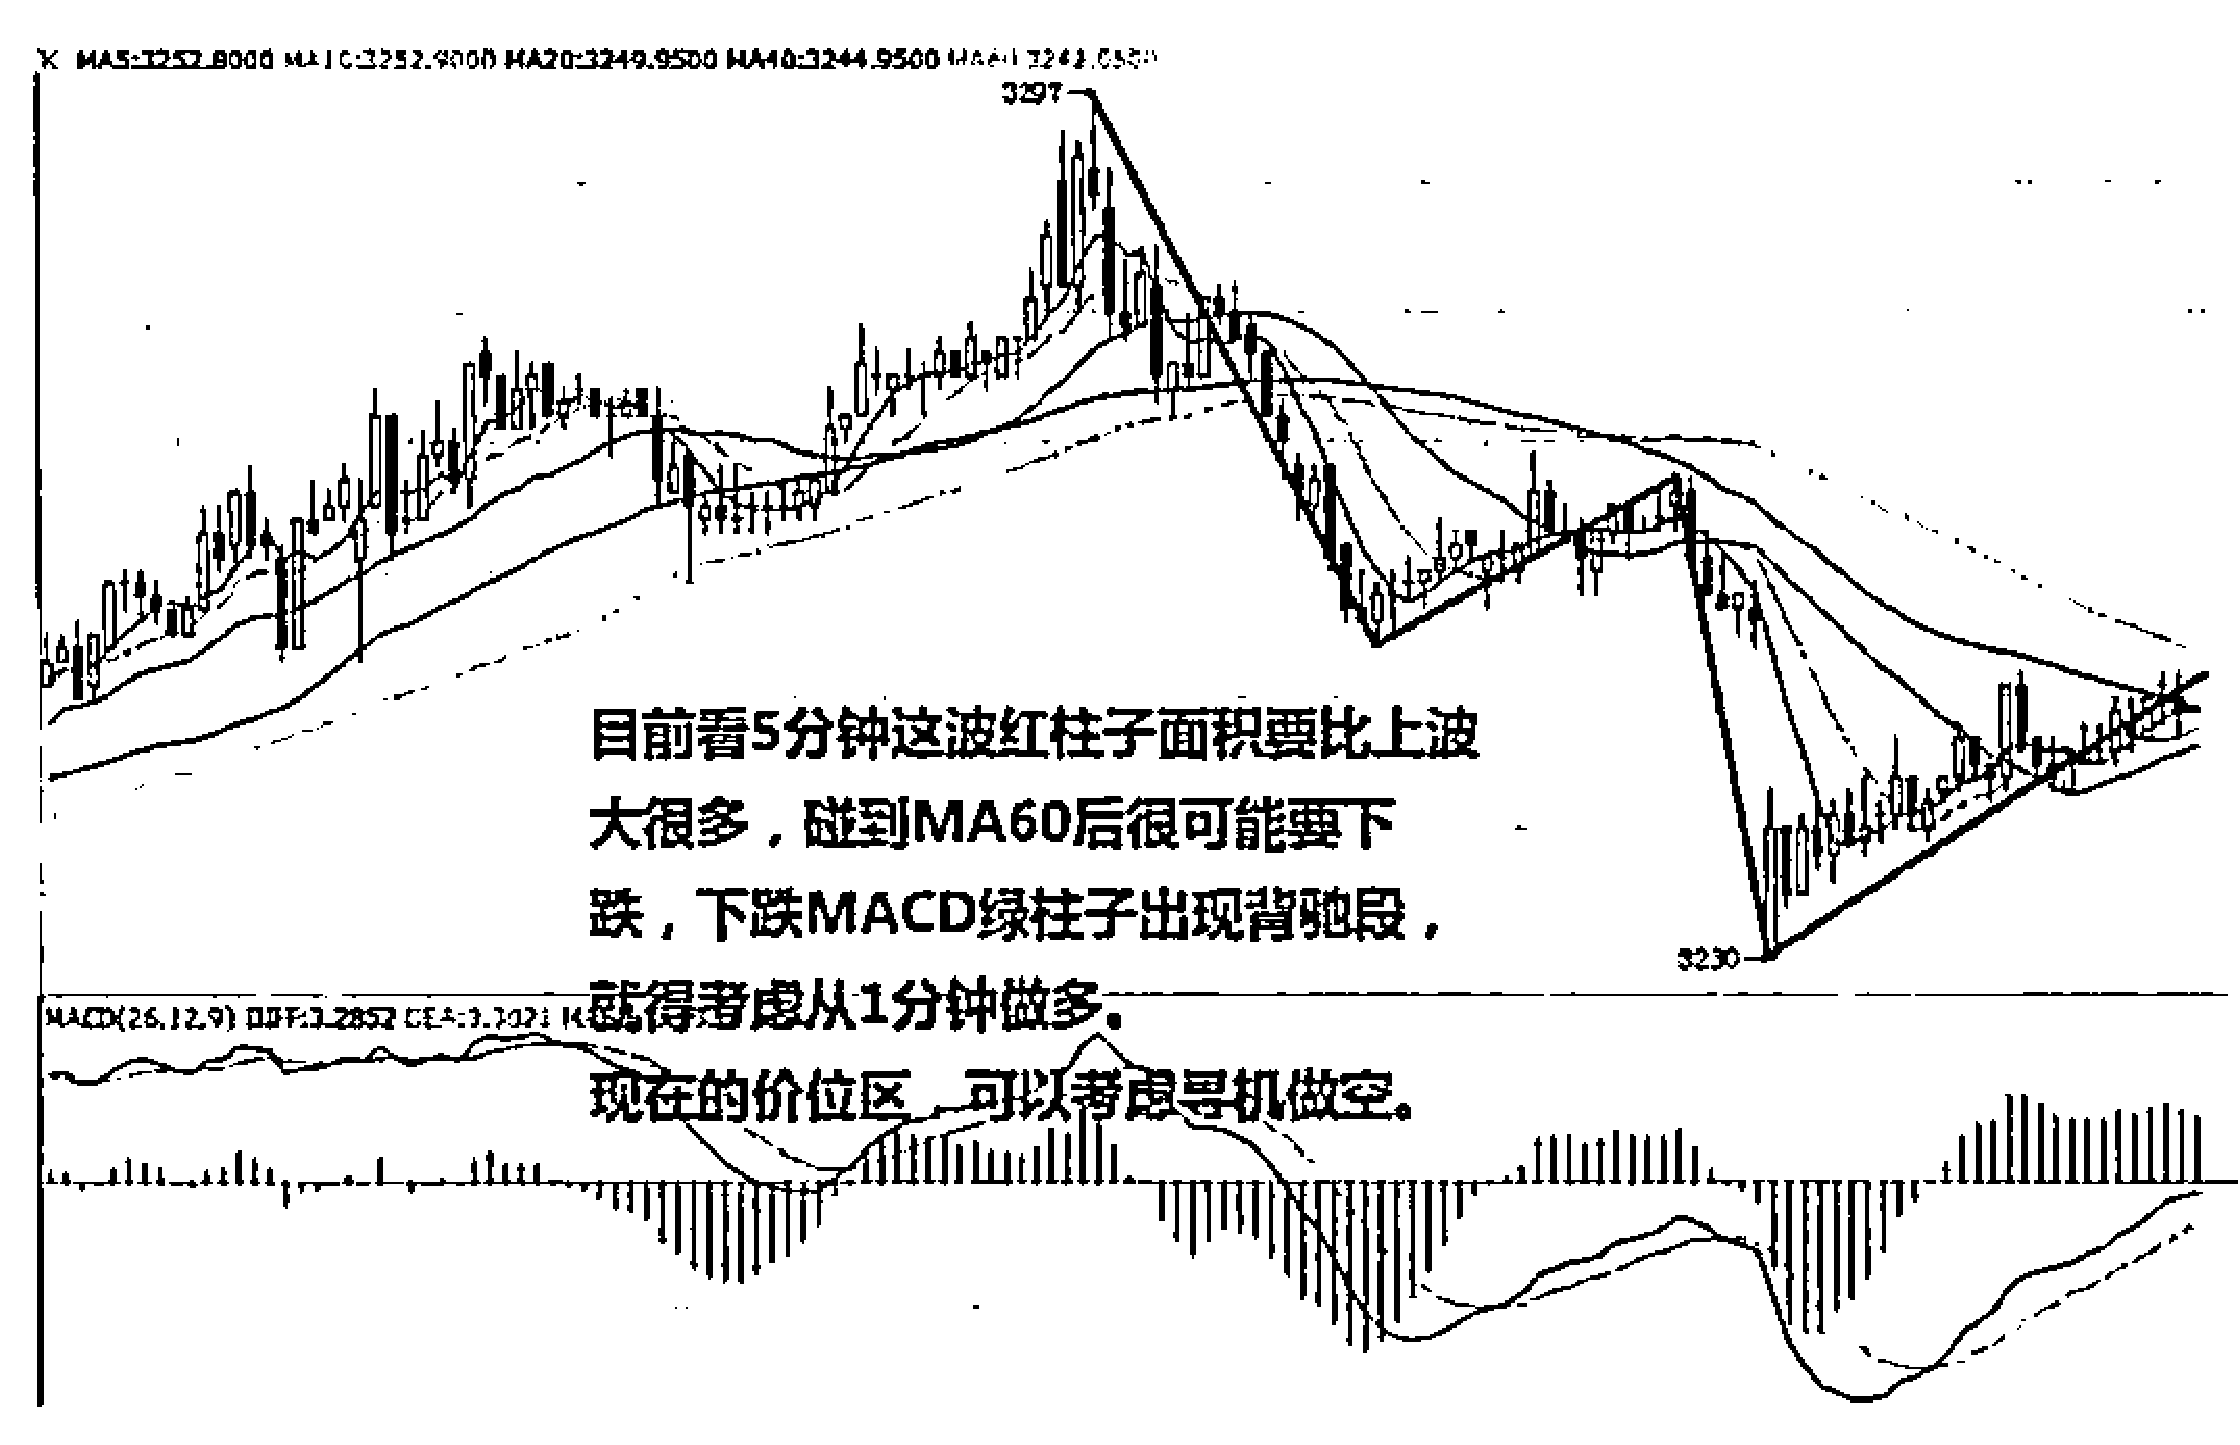 MA5:3252.8000 MA10:3252.9000 MA20:3249.9500 MA40:3244.9500
3297
目前看5分钟这波红柱子面积要比上波
大很多，碰到MA60后很可能要下
跌，下跌MACD绿柱子出现背驰段，
3230
就得考虑从1分钟做多。
MACD(26,12,9)
现在的价位区，可以考虑寻机做空。